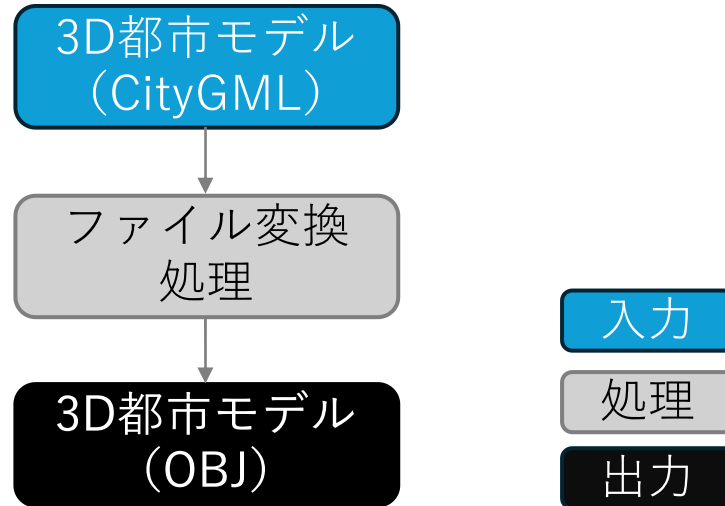 3D都市モデル
（CityGML）
ファイル変換
処理
3D都市モデル
（OBJ）
入力
処理
出力